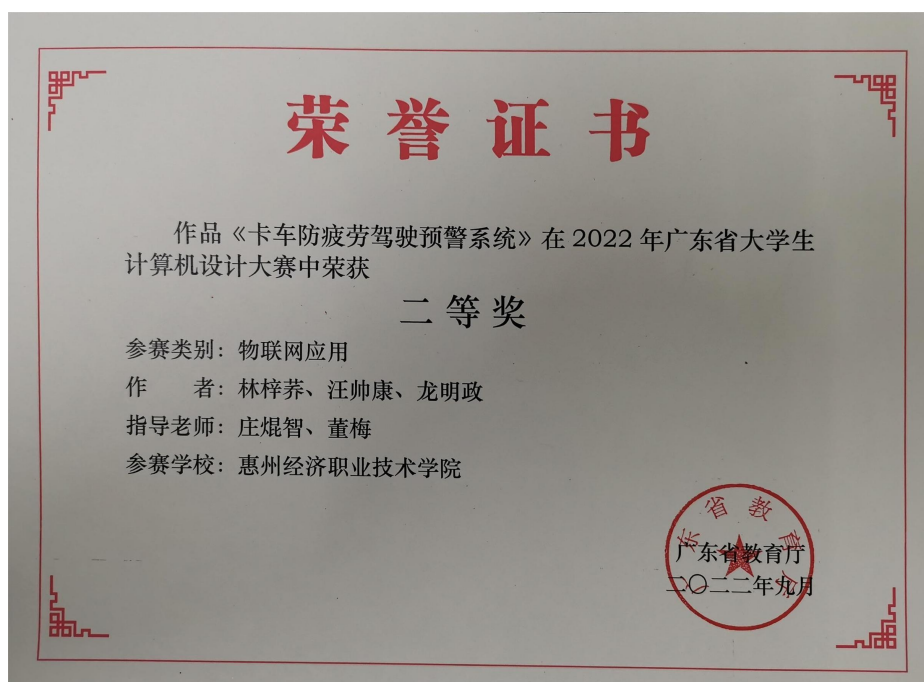 荣誉证书
作品《卡车防疲劳驾驶预警系统》在 2022 年广东省大学生
计算机设计大赛中荣获
二等奖
参赛类别：物联网应用
作　　者：林梓荞、汪帅康、龙明政
指导老师：庄焜智、董梅
参赛学校：惠州经济职业技术学院
广东省教育厅
广东省教育厅
二〇二二年九月